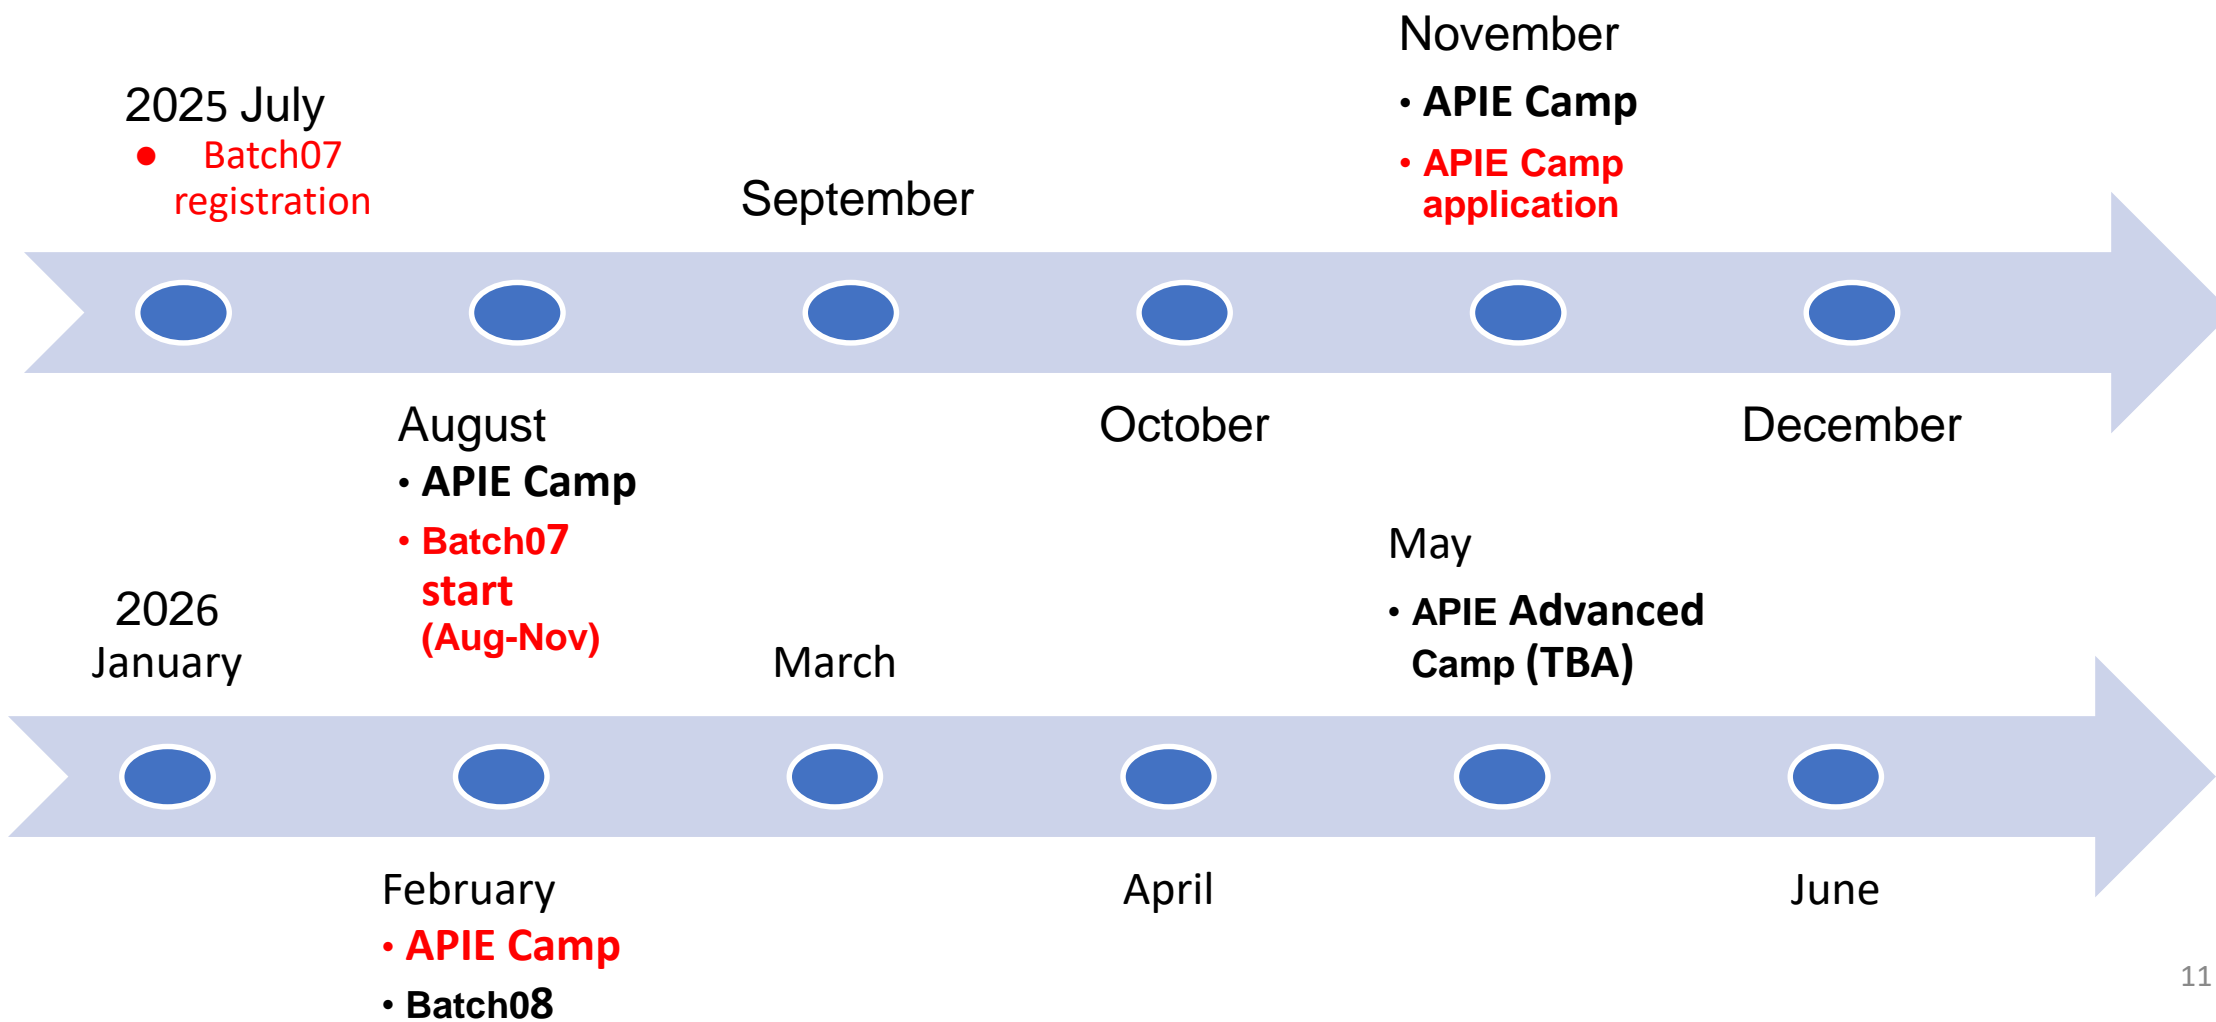 2025 July
● Batch07
registration
August
• APIE Camp
• Batch07
start
(Aug-Nov)
September
October
November
• APIE Camp
• APIE Camp
application
December
2026
January
February
• APIE Camp
• Batch08
March
April
May
• APIE Advanced
Camp (TBA)
June
11